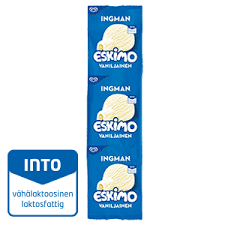 INGMAN
ESKIMO
VANILJAINEN
INGMAN
ESKIMO
VANILJAINEN
INGMAN
ESKIMO
VANILJAINEN
INTO
vähälaktoosinen
laktosfattig